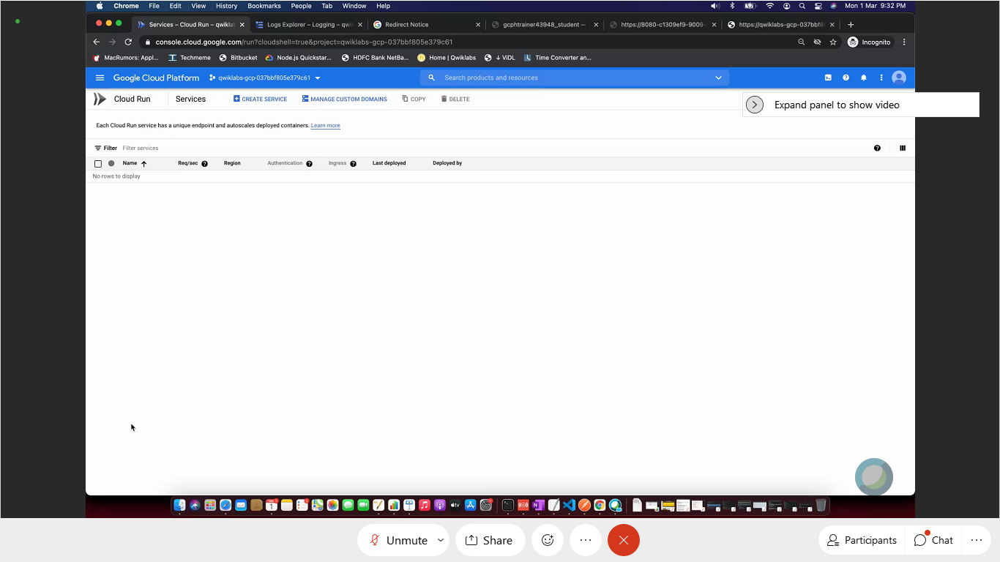 Chrome File Edit View History Bookmarks People Tab Window Help Mon 1 Mar 9:32 PM
Services – Cloud Run – qwikla Logs Explorer – Logging – qwi Redirect Notice gcphtrainer43948_student — https://8080-c1309ef9-9009- https://qwiklabs-gcp-037bbf8
console.cloud.google.com/run?cloudshell=true&project=qwiklabs-gcp-037bbf805e379c61 Incognito
MacRumors: Appl... Techmeme Bitbucket Node.js Quickstar... HDFC Bank NetBa... Home | Qwiklabs ↓ ViDL Time Converter an...
Google Cloud Platform qwiklabs-gcp-037bbf805e379c61 Search products and resources
Cloud Run Services CREATE SERVICE MANAGE CUSTOM DOMAINS COPY DELETE
Expand panel to show video
Each Cloud Run service has a unique endpoint and autoscales deployed containers. Learn more
Filter Filter services
Name Req/sec Region Authentication Ingress Last deployed Deployed by
No rows to display
Unmute Share Participants Chat